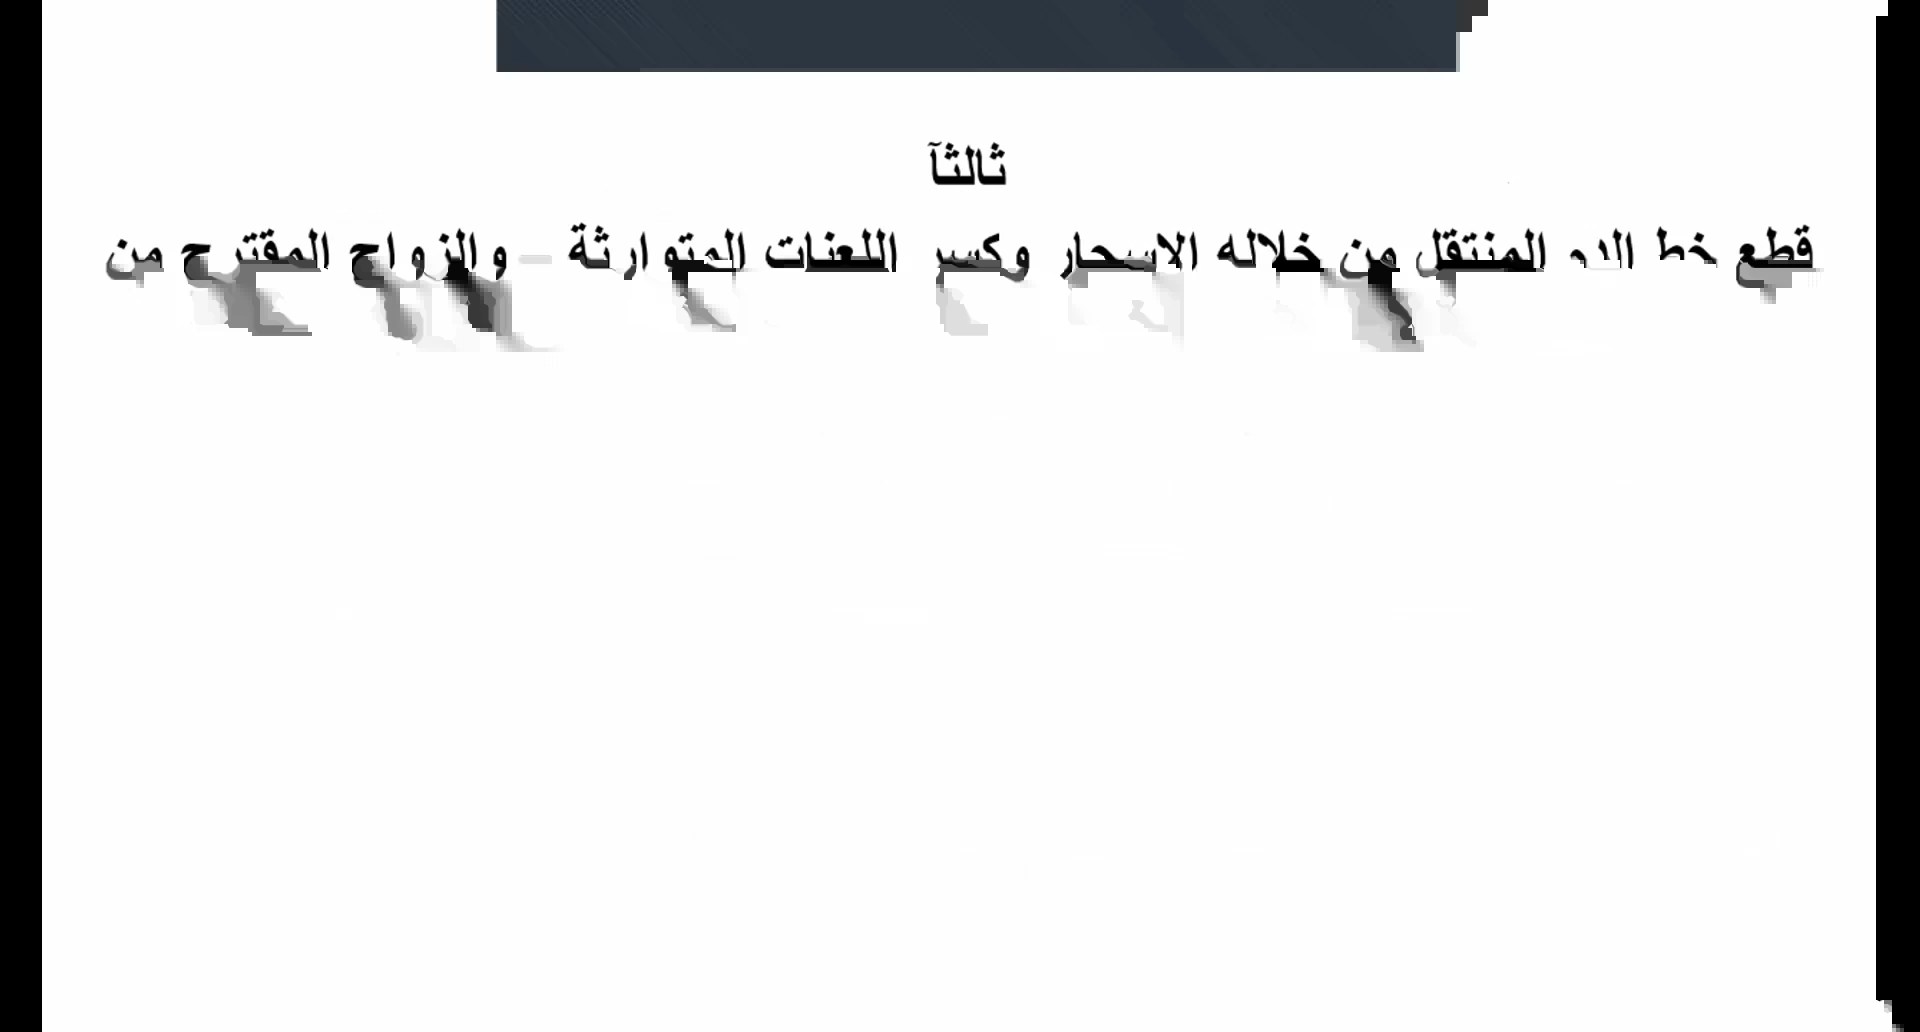 ثالثآ
قطع خط الدم المنتقل من خلاله الاسحار وكسر اللعنات المتوارثة – والزواج المقترح من